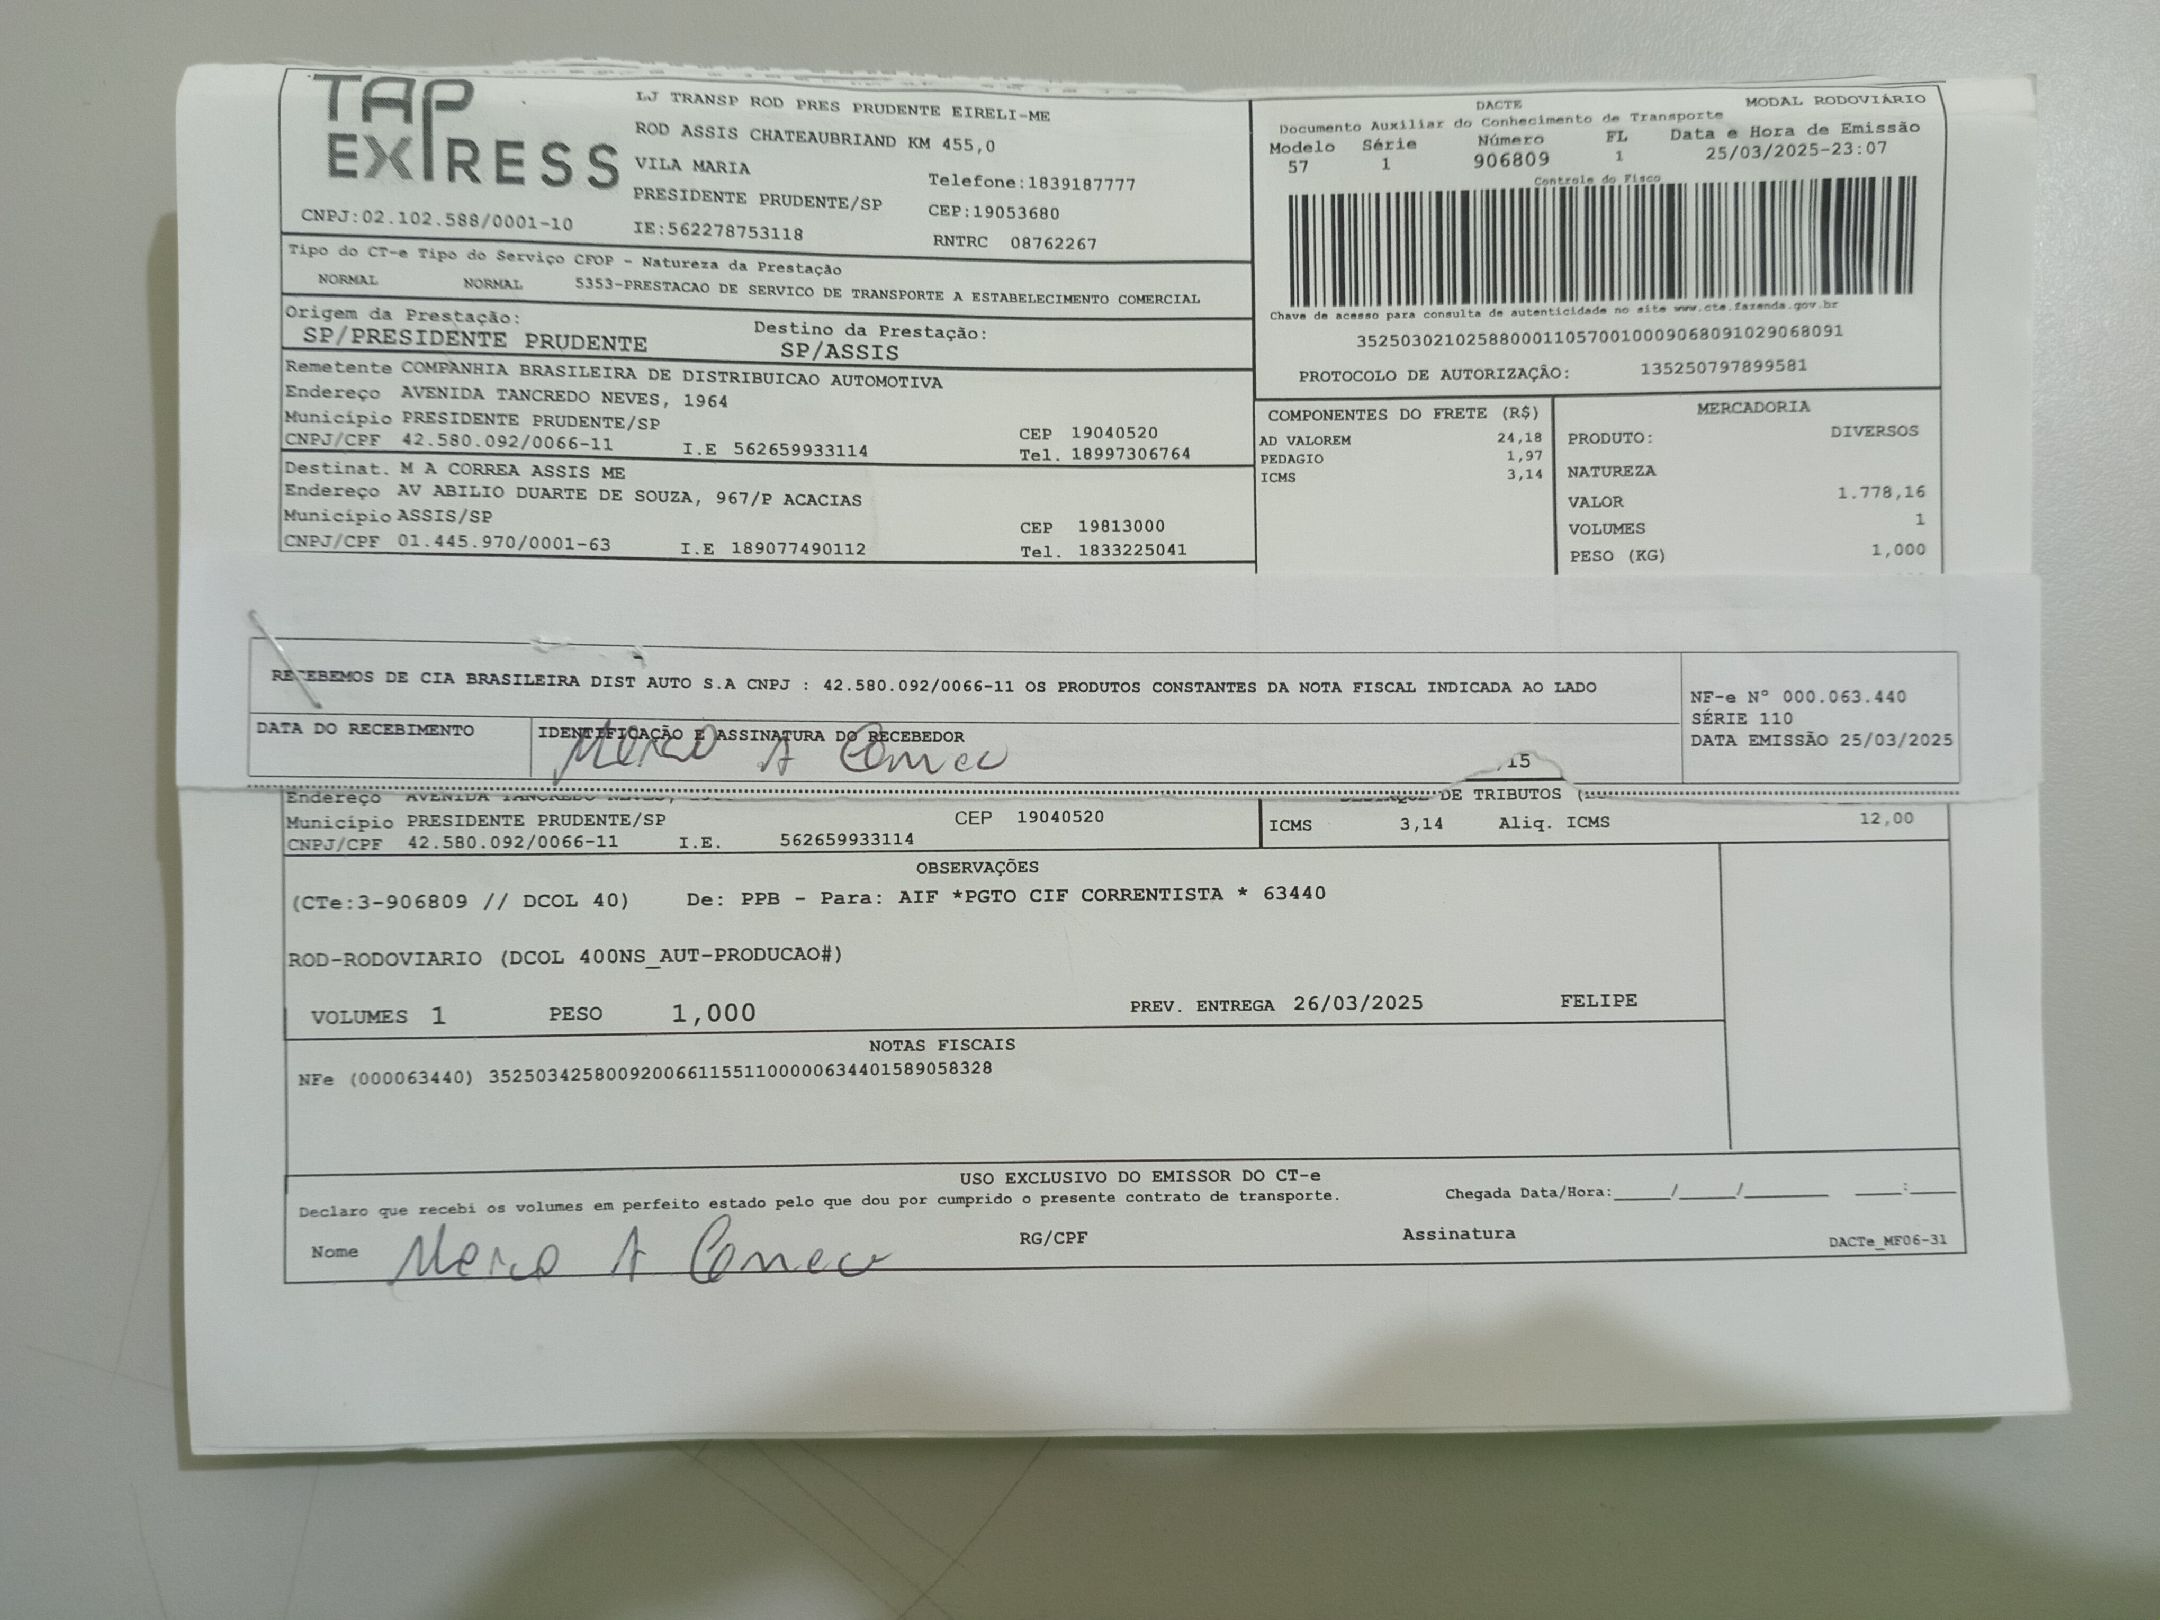 TAP
EXPRESS
LJ TRANSP ROD PRES PRUDENTE EIRELI-ME
ROD ASSIS CHATEAUBRIAND KM 455,0
VILA MARIA
Telefone:1839187777
PRESIDENTE PRUDENTE/SP
CEP:19053680
CNPJ:02.102.588/0001-10
IE:562278753118
RNTRC 08762267
DACTE
MODAL RODOVIÁRIO
Documento Auxiliar do Conhecimento de Transporte
Modelo Série Número FL Data e Hora de Emissão
57 1 906809 1 25/03/2025-23:07
Controle do Fisco
Chave de acesso para consulta de autenticidade no site www.cte.fazenda.gov.br
35250302102588000110570010009068091029068091
PROTOCOLO DE AUTORIZAÇÃO: 135250797899581
Tipo do CT-e Tipo do Serviço CFOP - Natureza da Prestação
NORMAL NORMAL 5353-PRESTACAO DE SERVICO DE TRANSPORTE A ESTABELECIMENTO COMERCIAL
Origem da Prestação: Destino da Prestação:
SP/PRESIDENTE PRUDENTE SP/ASSIS
Remetente COMPANHIA BRASILEIRA DE DISTRIBUICAO AUTOMOTIVA
Endereço AVENIDA TANCREDO NEVES, 1964
Município PRESIDENTE PRUDENTE/SP CEP 19040520
CNPJ/CPF 42.580.092/0066-11 I.E 562659933114 Tel. 18997306764
Destinat. M A CORREA ASSIS ME
Endereço AV ABILIO DUARTE DE SOUZA, 967/P ACACIAS
Município ASSIS/SP CEP 19813000
CNPJ/CPF 01.445.970/0001-63 I.E 189077490112 Tel. 1833225041
COMPONENTES DO FRETE (R$)
AD VALOREM 24,18
PEDAGIO 1,97
ICMS 3,14
MERCADORIA
PRODUTO: DIVERSOS
NATUREZA
VALOR 1.778,16
VOLUMES 1
PESO (KG) 1,000
RECEBEMOS DE CIA BRASILEIRA DIST AUTO S.A CNPJ : 42.580.092/0066-11 OS PRODUTOS CONSTANTES DA NOTA FISCAL INDICADA AO LADO
NF-e N° 000.063.440
SÉRIE 110
DATA EMISSÃO 25/03/2025
DATA DO RECEBIMENTO IDENTIFICAÇÃO E ASSINATURA DO RECEBEDOR
,15
Endereço AVENIDA TANCREDO NEVES,
DE TRIBUTOS
Município PRESIDENTE PRUDENTE/SP CEP 19040520
ICMS 3,14 Aliq. ICMS 12,00
CNPJ/CPF 42.580.092/0066-11 I.E. 562659933114
OBSERVAÇÕES
(CTe:3-906809 // DCOL 40) De: PPB - Para: AIF *PGTO CIF CORRENTISTA * 63440
ROD-RODOVIARIO (DCOL 400NS_AUT-PRODUCAO#)
VOLUMES 1 PESO 1,000 PREV. ENTREGA 26/03/2025 FELIPE
NOTAS FISCAIS
NFe (000063440) 35250342580092006611551100000634401589058328
USO EXCLUSIVO DO EMISSOR DO CT-e
Declaro que recebi os volumes em perfeito estado pelo que dou por cumprido o presente contrato de transporte.
Chegada Data/Hora:_____/_____/_______ ____:____
Nome RG/CPF Assinatura DACTe_MF06-31